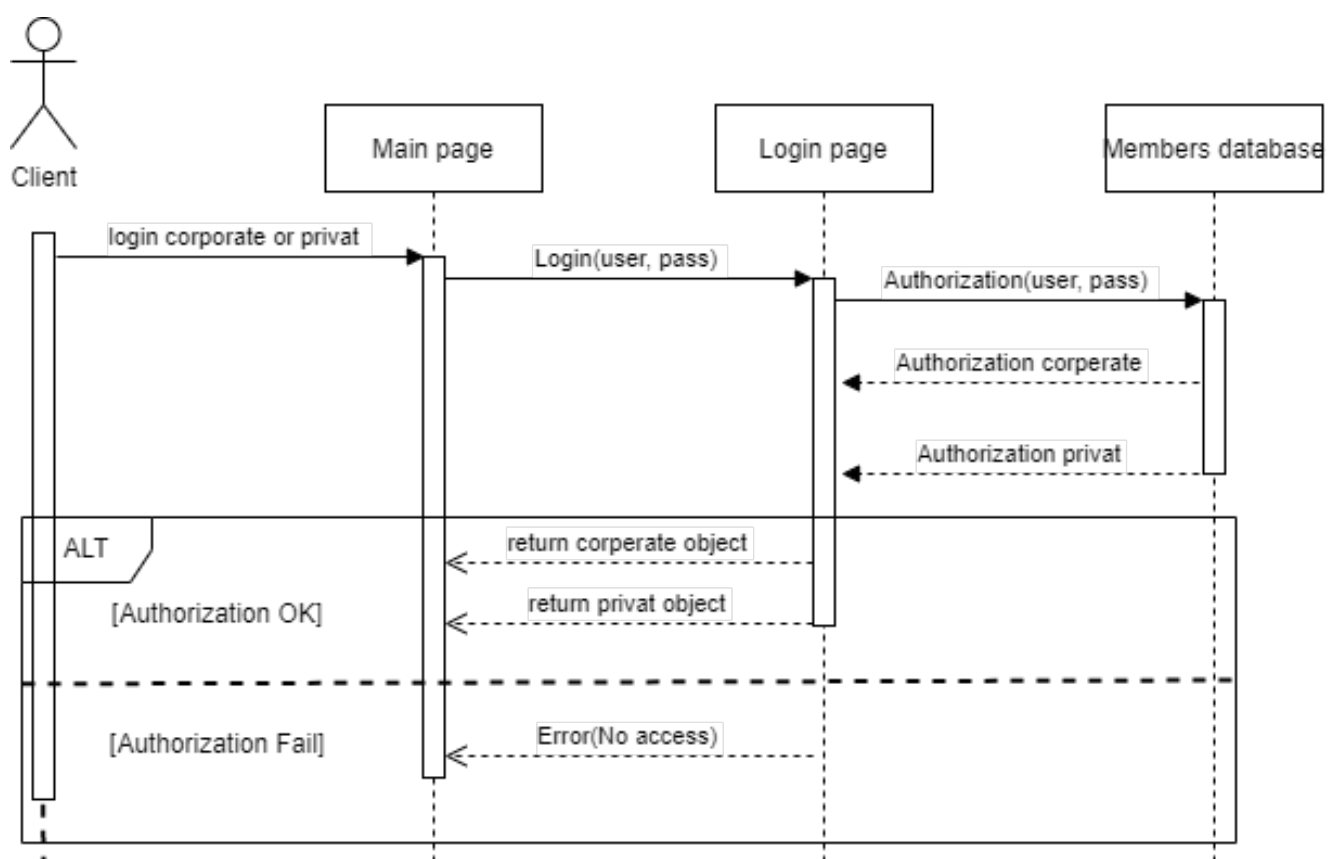 Client
Main page
Login page
Members database
login corporate or privat
Login(user, pass)
Authorization(user, pass)
Authorization corperate
Authorization privat
ALT
return corperate object
return privat object
[Authorization OK]
[Authorization Fail]
Error(No access)